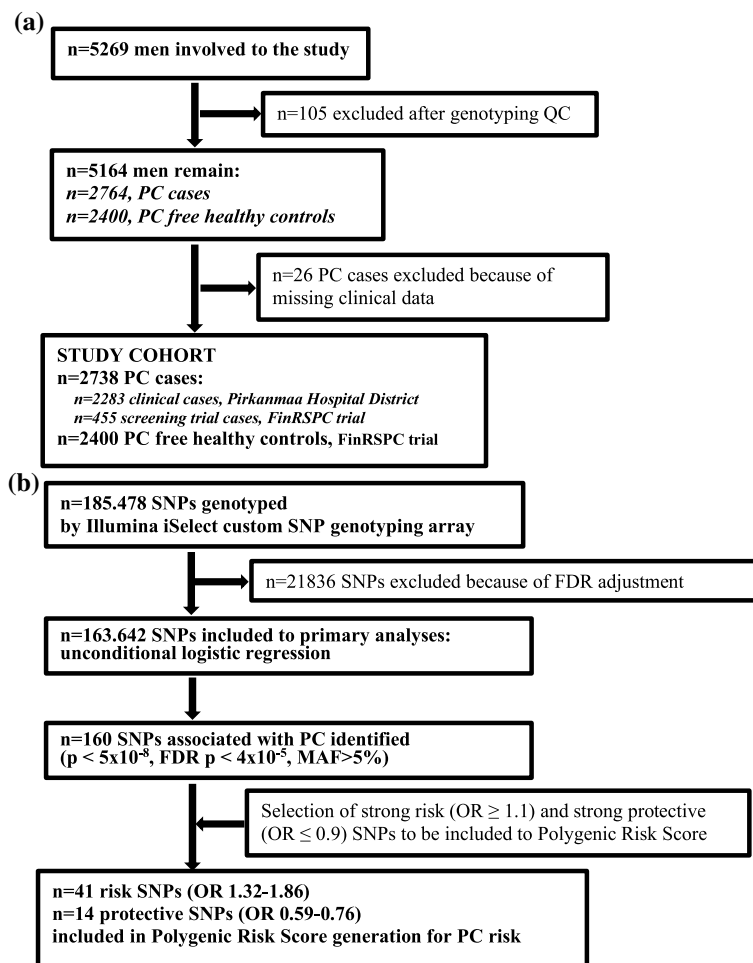 (a)
n=5269 men involved to the study
n=105 excluded after genotyping QC
n=5164 men remain:
n=2764, PC cases
n=2400, PC free healthy controls
n=26 PC cases excluded because of
missing clinical data
STUDY COHORT
n=2738 PC cases:
n=2283 clinical cases, Pirkanmaa Hospital District
n=455 screening trial cases, FinRSPC trial
n=2400 PC free healthy controls, FinRSPC trial
(b)
n=185.478 SNPs genotyped
by Illumina iSelect custom SNP genotyping array
n=21836 SNPs excluded because of FDR adjustment
n=163.642 SNPs included to primary analyses:
unconditional logistic regression
n=160 SNPs associated with PC identified
(p < 5x10⁻⁸, FDR p < 4x10⁻⁵, MAF>5%)
Selection of strong risk (OR ≥ 1.1) and strong protective
(OR ≤ 0.9) SNPs to be included to Polygenic Risk Score
n=41 risk SNPs (OR 1.32-1.86)
n=14 protective SNPs (OR 0.59-0.76)
included in Polygenic Risk Score generation for PC risk